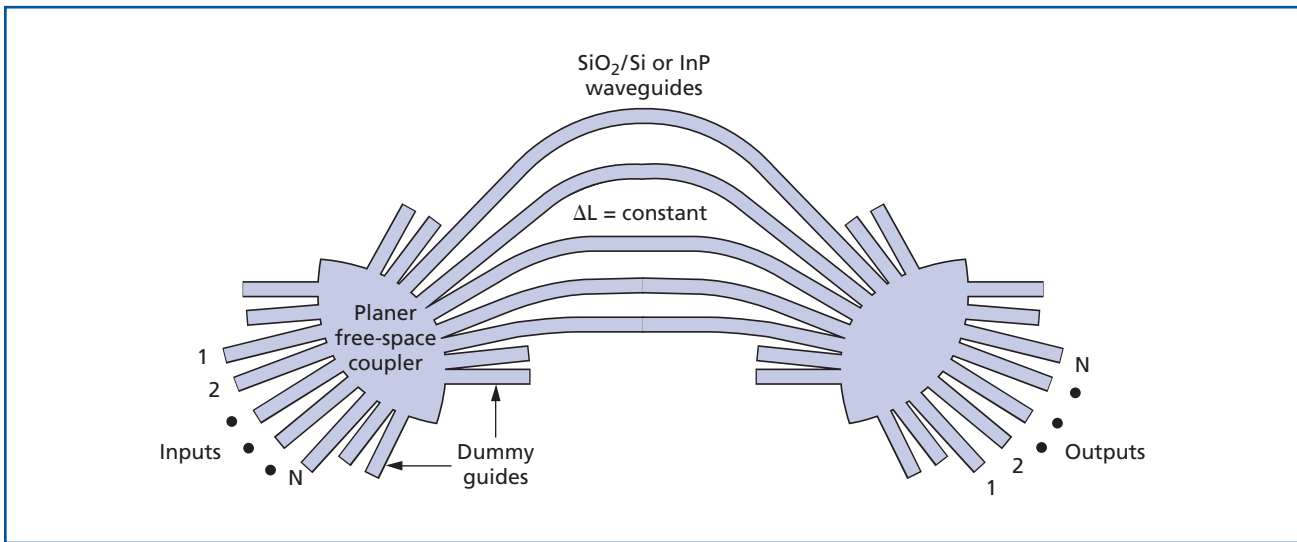 SiO₂/Si or InP
waveguides
ΔL = constant
Planer
free-space
coupler
1
2
Inputs
N
Dummy
guides
N
Outputs
2
1